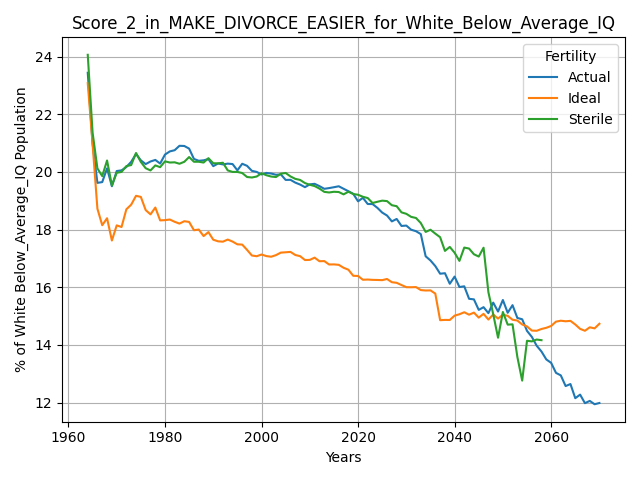 Score_2_in_MAKE_DIVORCE_EASIER_for_White_Below_Average_IQ
% of White Below_Average_IQ Population
24
22
20
18
16
14
12
Fertility
Actual
Ideal
Sterile
1960 1980 2000 2020 2040 2060
Years